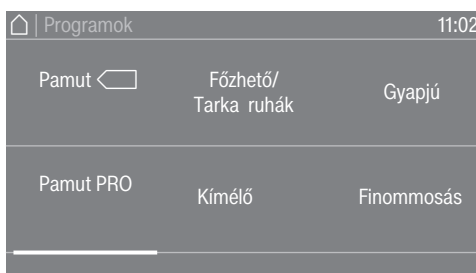 Programok 11:02
Pamut
Főzhető/
Tarka ruhák
Gyapjú
Pamut PRO
Kímélő
Finommosás